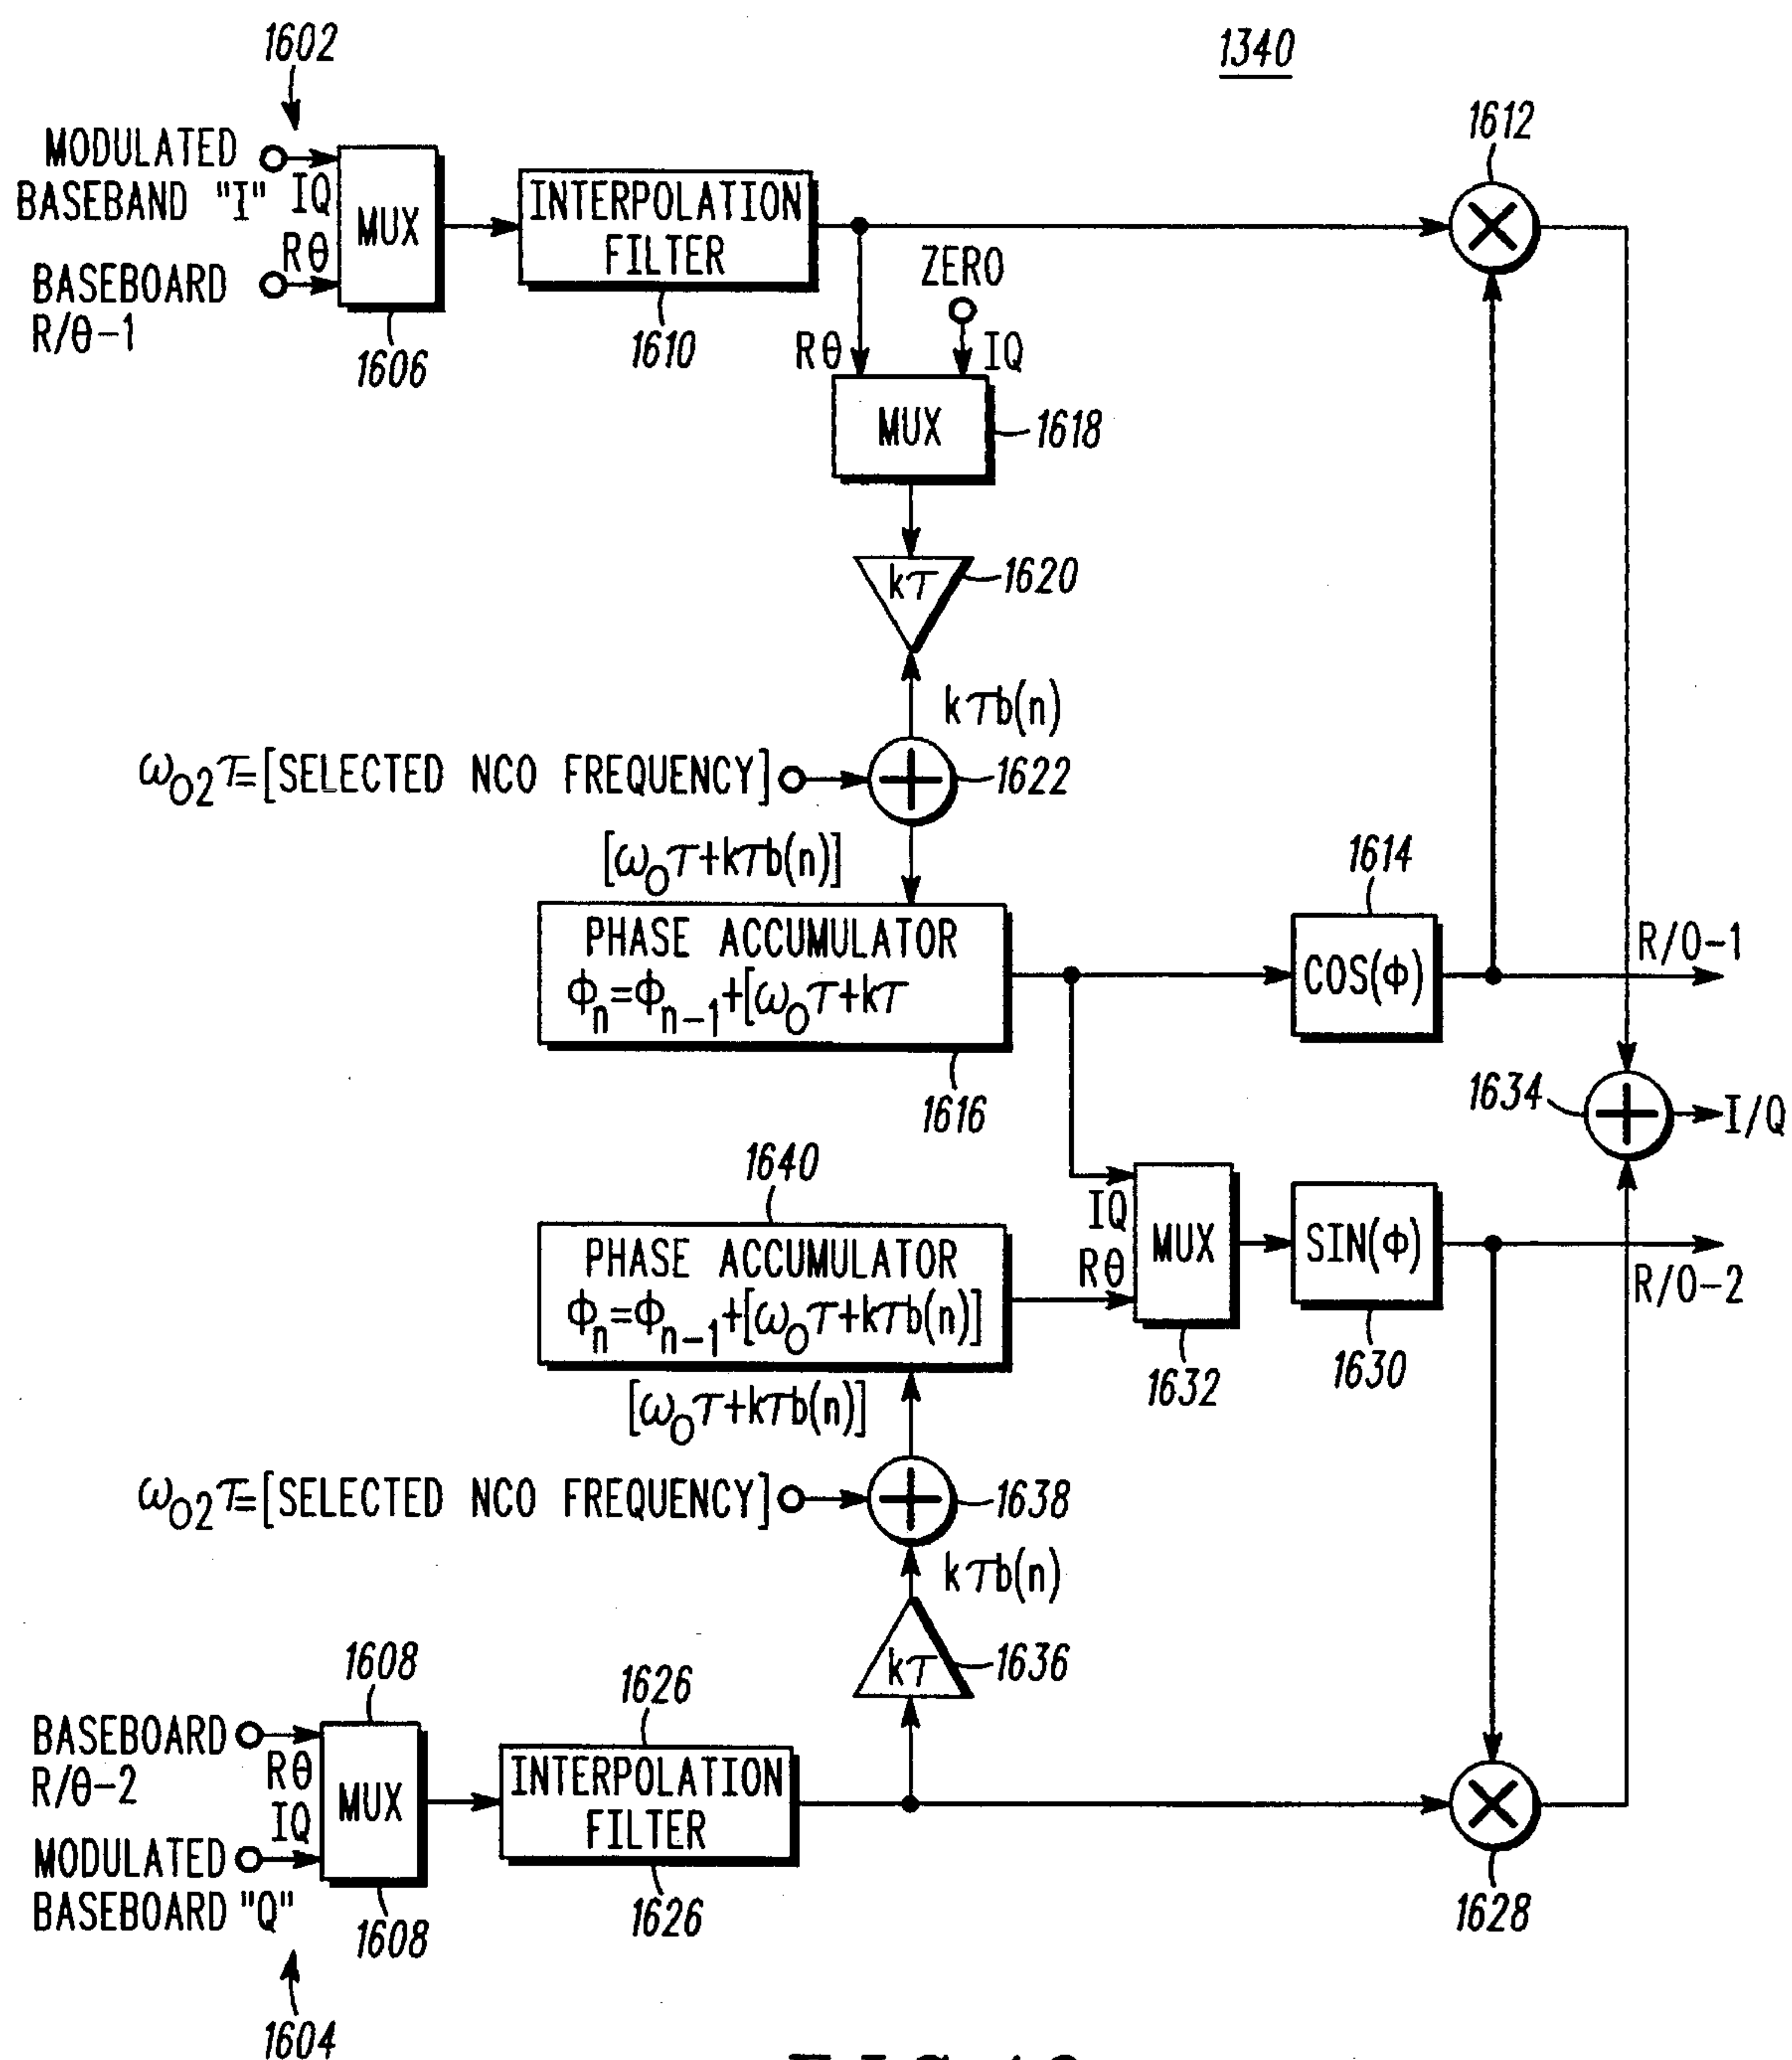 1602
1340
MODULATED
BASEBAND "I"
IQ
Rθ
BASEBOARD
R/θ-1
MUX
1606
INTERPOLATION
FILTER
1610
1612
ZERO
Rθ
IQ
MUX
1618
kτ
1620
kτb(n)
ω02τ=[SELECTED NCO FREQUENCY]
1622
[ω0τ+kτb(n)]
PHASE ACCUMULATOR
ϕn=ϕn-1+[ω0τ+kτ
1616
1614
COS(ϕ)
R/O-1
1634
I/Q
1640
PHASE ACCUMULATOR
ϕn=ϕn-1+[ω0τ+kτb(n)]
IQ
Rθ
MUX
1632
SIN(ϕ)
1630
R/O-2
[ω0τ+kτb(n)]
ω02τ=[SELECTED NCO FREQUENCY]
1638
kτb(n)
kτ
1636
1608
BASEBOARD
R/θ-2
Rθ
IQ
MUX
MODULATED
BASEBOARD "Q"
1608
1626
INTERPOLATION
FILTER
1626
1628
1604